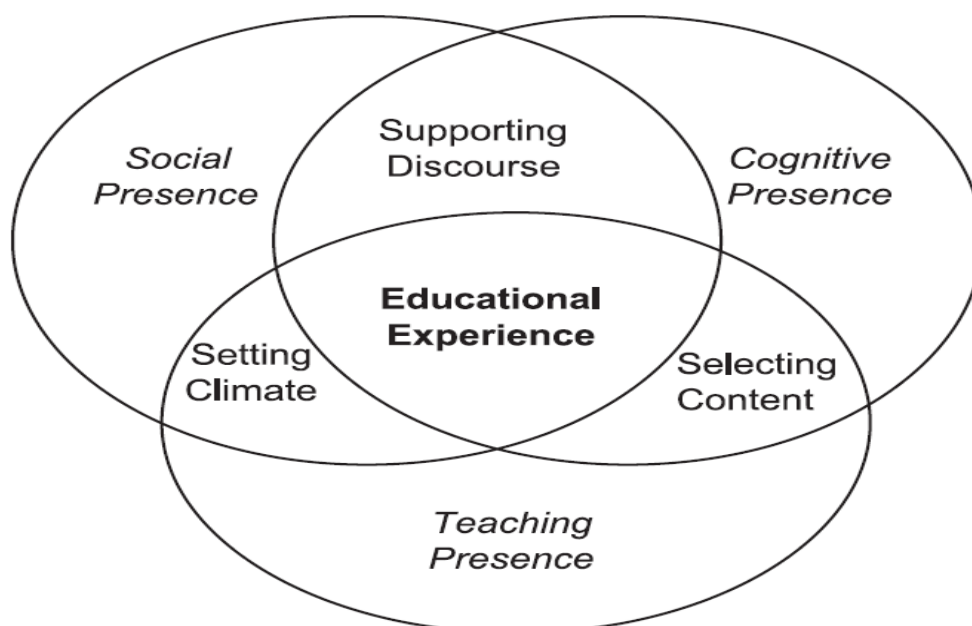 Supporting
Discourse
Social
Presence
Cognitive
Presence
Educational
Experience
Setting
Climate
Selecting
Content
Teaching
Presence